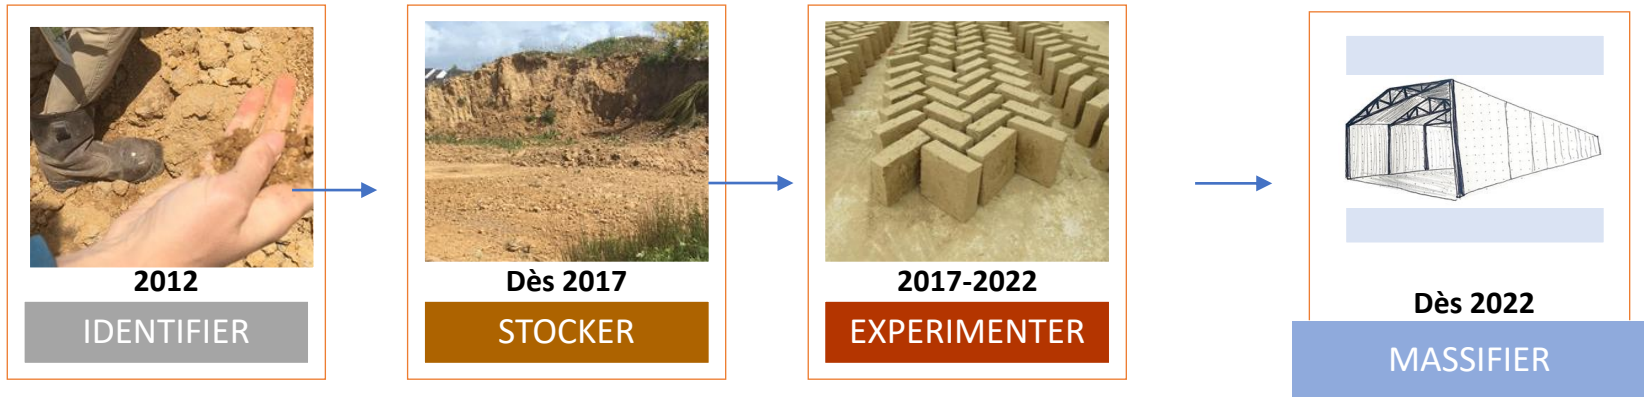 2012
IDENTIFIER
Dès 2017
STOCKER
2017-2022
EXPERIMENTER
Dès 2022
MASSIFIER